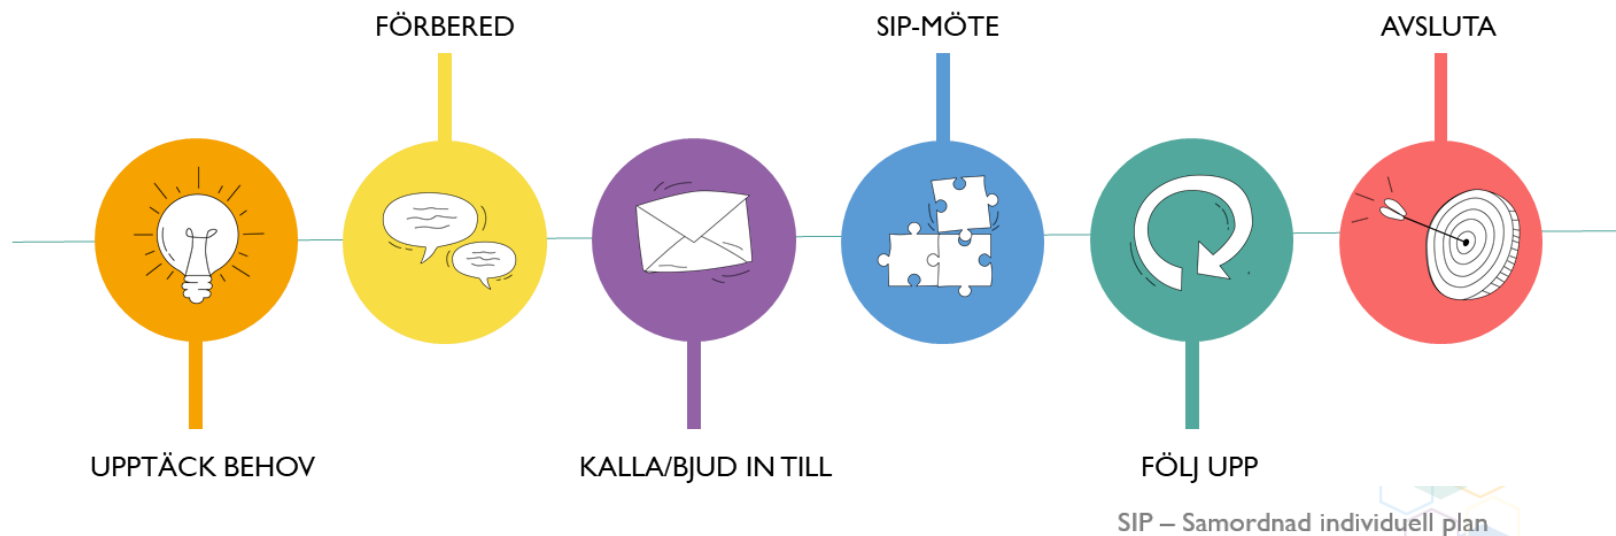 FÖRBERED
SIP-MÖTE
AVSLUTA
UPPTÄCK BEHOV
KALLA/BJUD IN TILL
FÖLJ UPP
SIP – Samordnad individuell plan